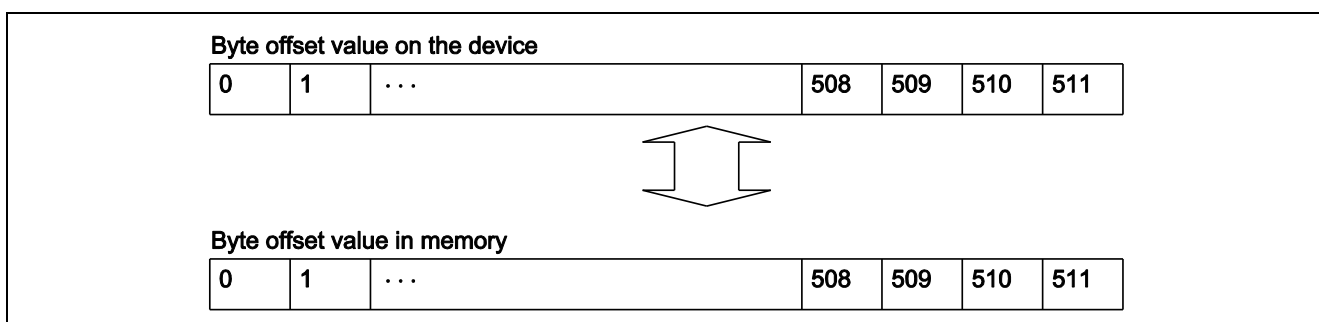 Byte offset value on the device
0 1 ... 508 509 510 511
Byte offset value in memory
0 1 ... 508 509 510 511